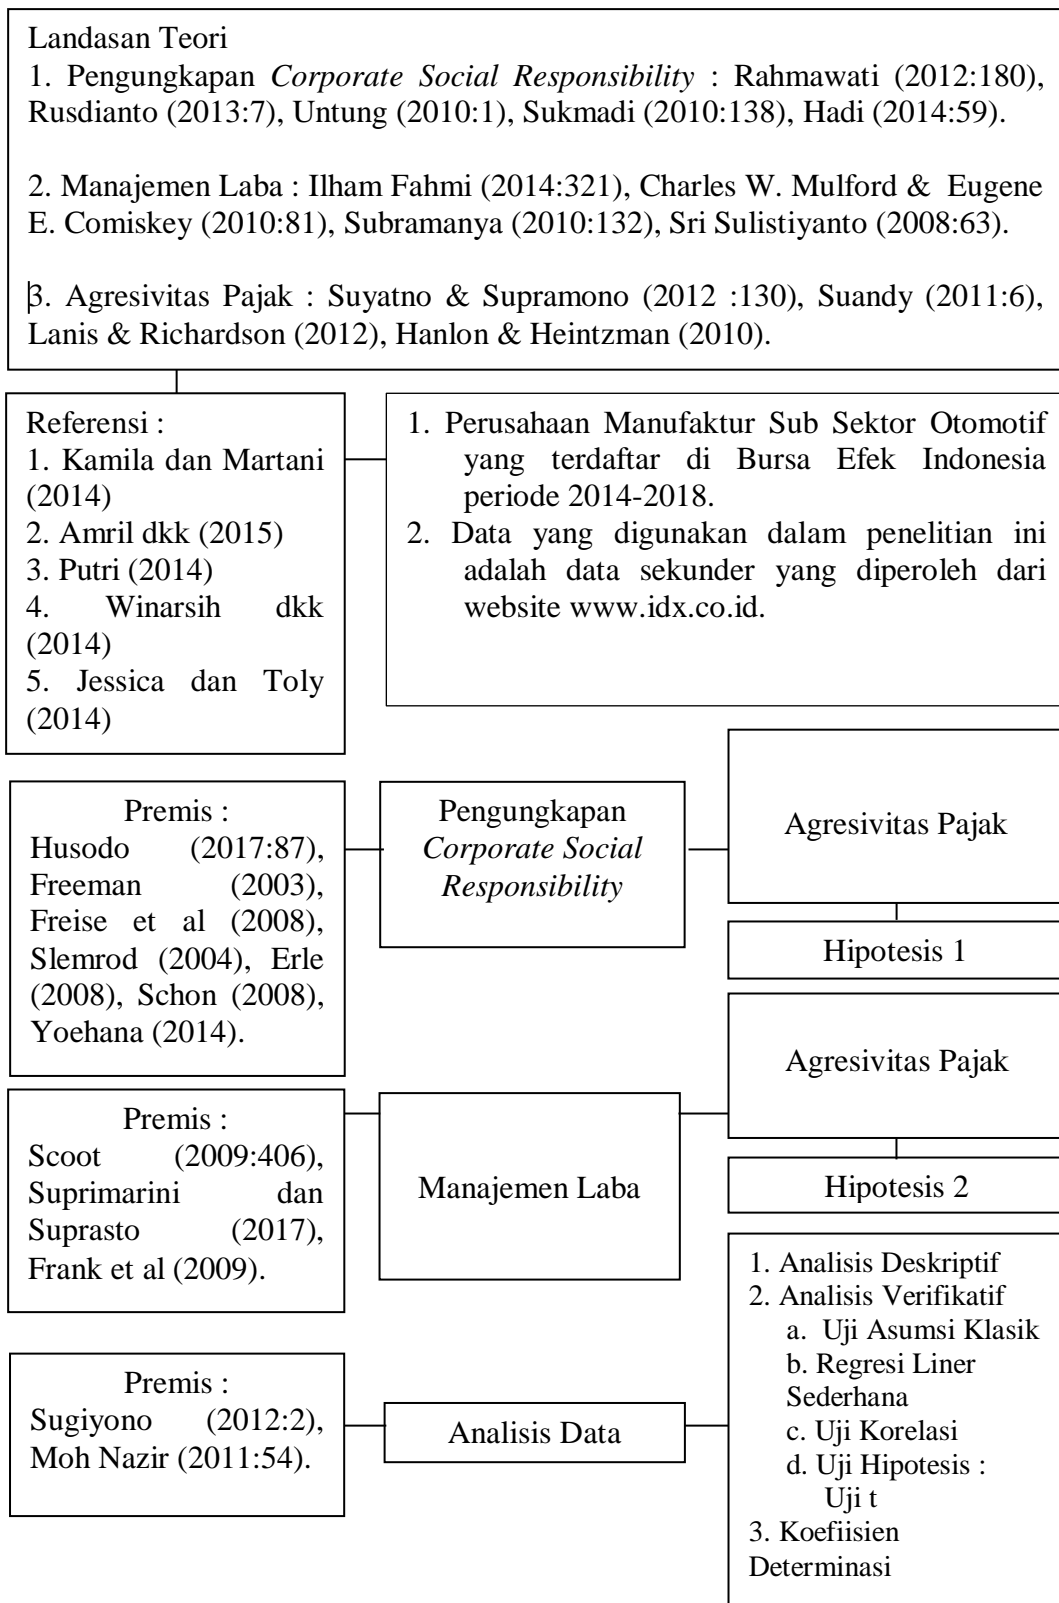 Landasan Teori
1. Pengungkapan Corporate Social Responsibility : Rahmawati (2012:180),
Rusdianto (2013:7), Untung (2010:1), Sukmadi (2010:138), Hadi (2014:59).
2. Manajemen Laba : Ilham Fahmi (2014:321), Charles W. Mulford & Eugene
E. Comiskey (2010:81), Subramanya (2010:132), Sri Sulistiyanto (2008:63).
3. Agresivitas Pajak : Suyatno & Supramono (2012 :130), Suandy (2011:6),
Lanis & Richardson (2012), Hanlon & Heintzman (2010).
Referensi :
1. Kamila dan Martani
(2014)
2. Amril dkk (2015)
3. Putri (2014)
4. Winarsih dkk
(2014)
5. Jessica dan Toly
(2014)
1. Perusahaan Manufaktur Sub Sektor Otomotif
yang terdaftar di Bursa Efek Indonesia
periode 2014-2018.
2. Data yang digunakan dalam penelitian ini
adalah data sekunder yang diperoleh dari
website www.idx.co.id.
Premis :
Husodo (2017:87),
Freeman (2003),
Freise et al (2008),
Slemrod (2004), Erle
(2008), Schon (2008),
Yoehana (2014).
Pengungkapan
Corporate Social
Responsibility
Agresivitas Pajak
Hipotesis 1
Premis :
Scoot (2009:406),
Suprimarini dan
Suprasto (2017),
Frank et al (2009).
Manajemen Laba
Agresivitas Pajak
Hipotesis 2
Premis :
Sugiyono (2012:2),
Moh Nazir (2011:54).
Analisis Data
1. Analisis Deskriptif
2. Analisis Verifikatif
a. Uji Asumsi Klasik
b. Regresi Liner
Sederhana
c. Uji Korelasi
d. Uji Hipotesis :
Uji t
3. Koefiisien
Determinasi